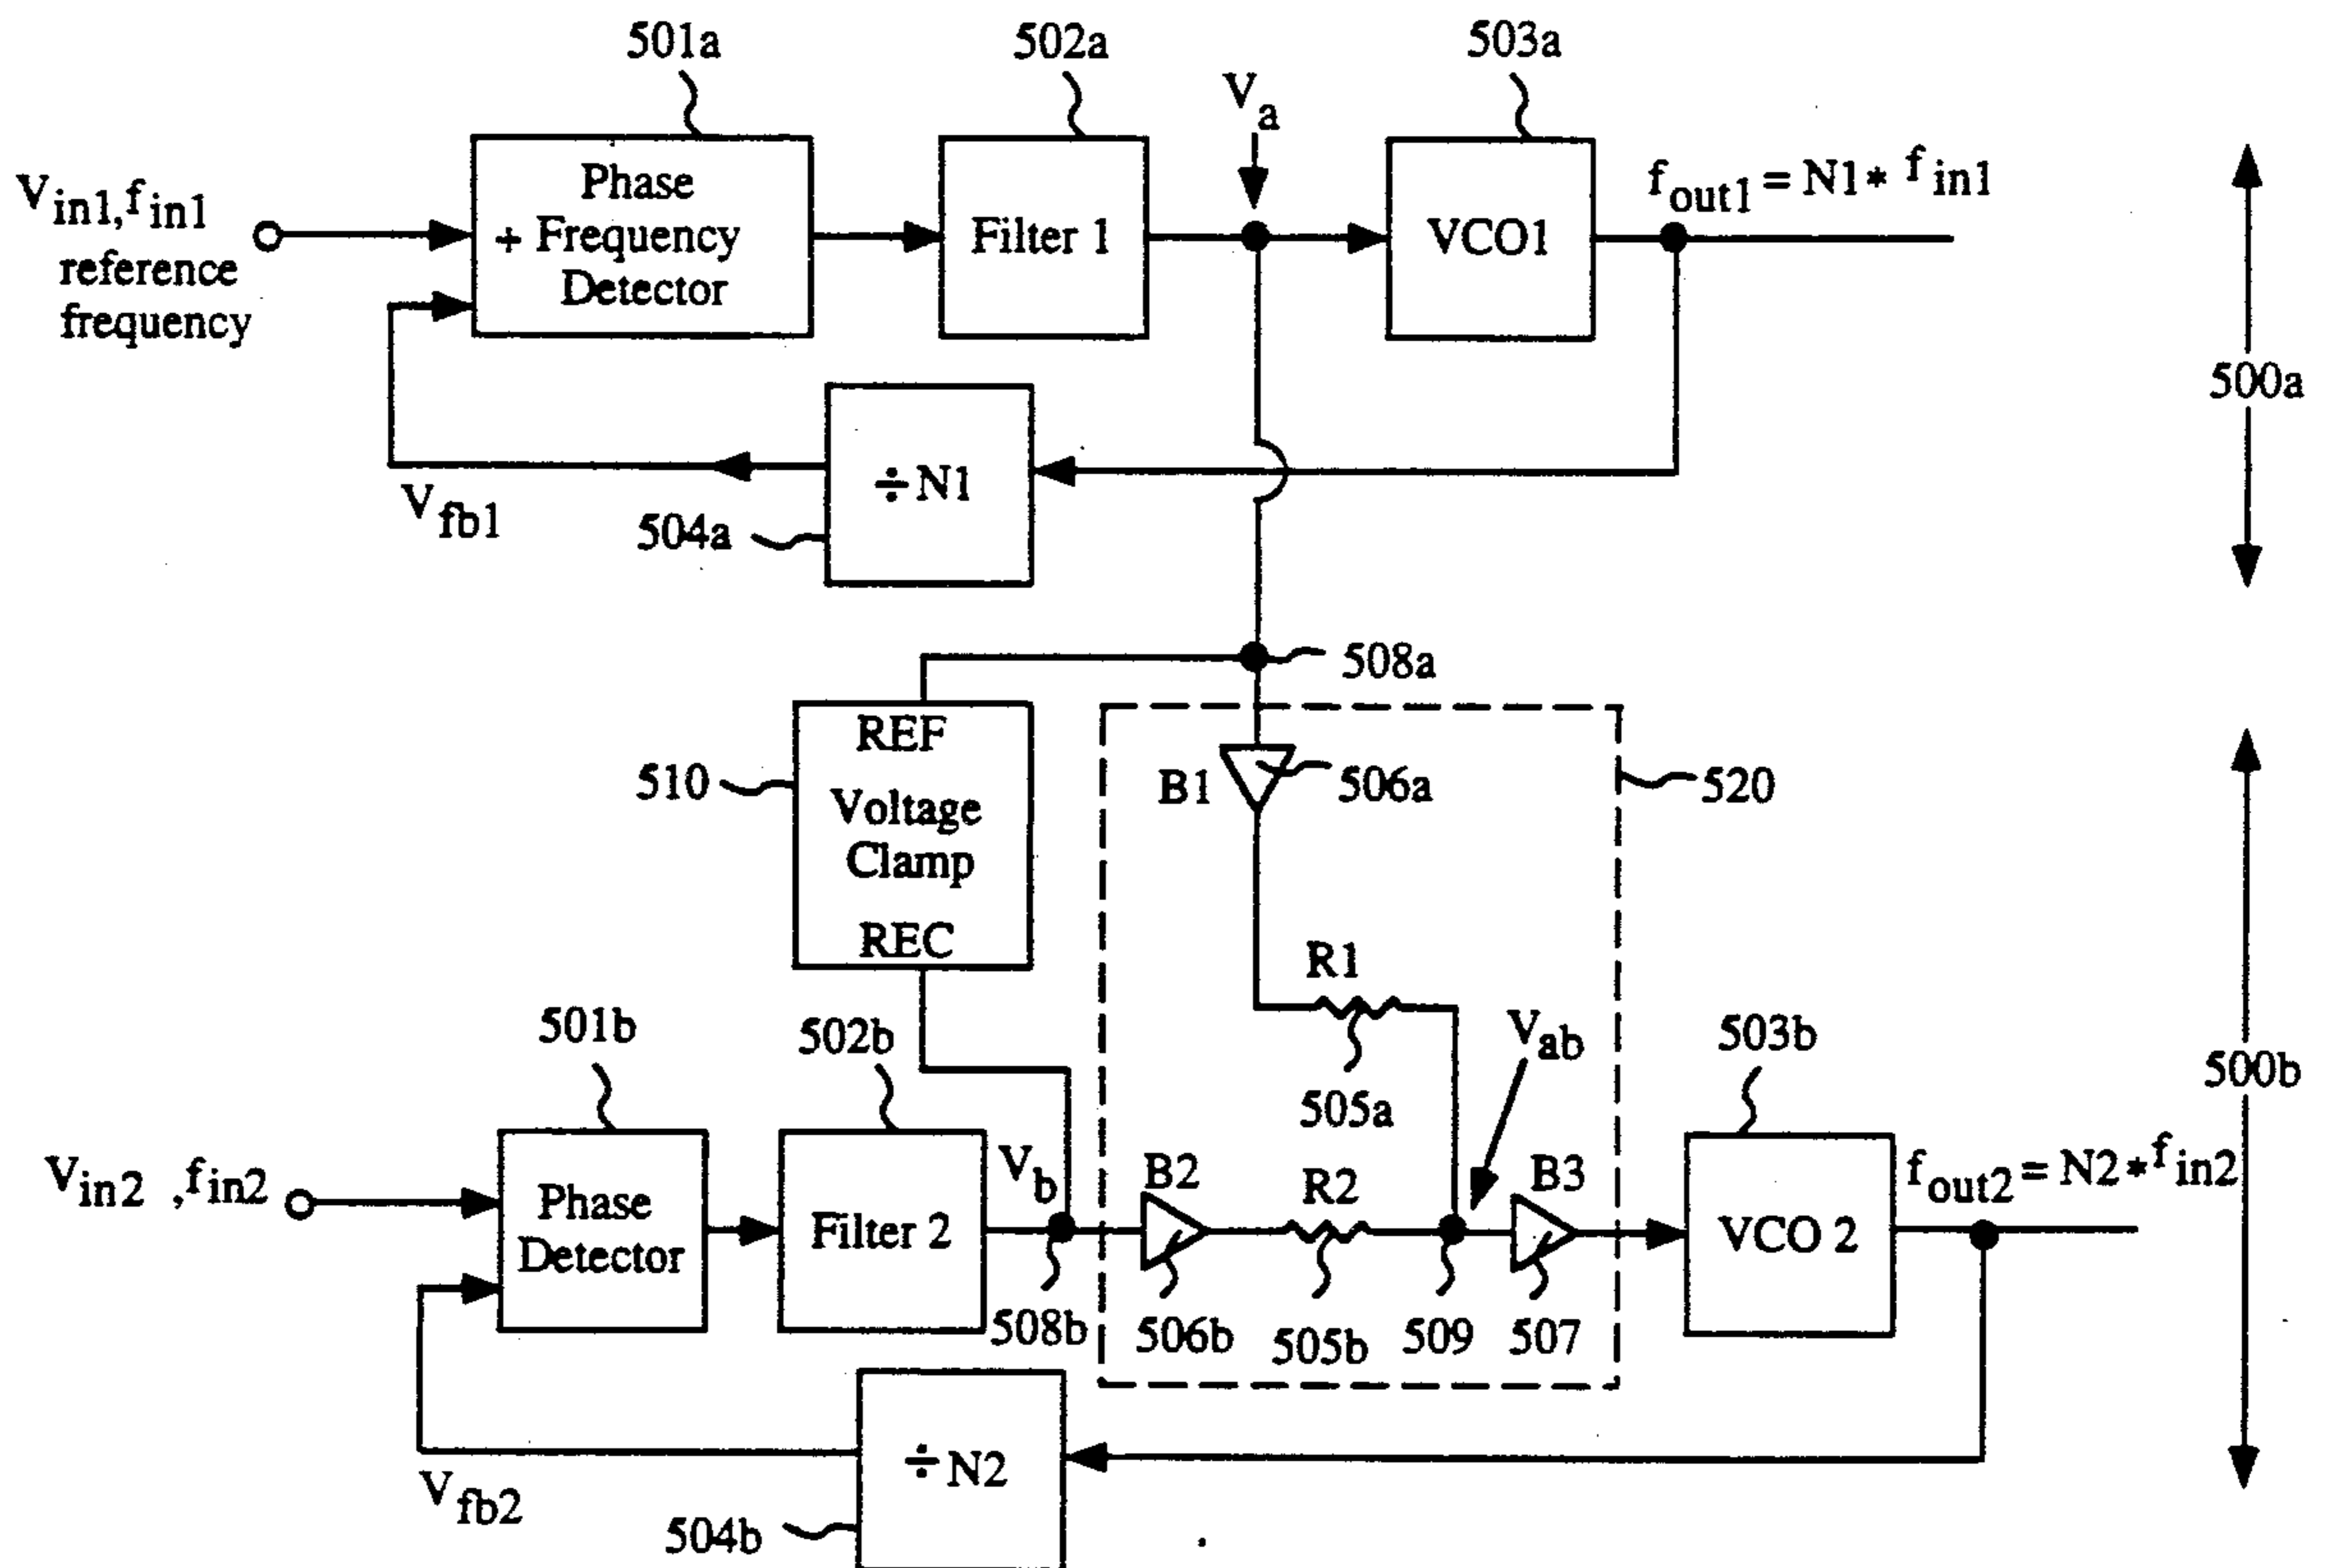 501a
502a
503a
Va
Vin1,fin1
reference
frequency
Phase
+ Frequency
Detector
Filter 1
VCO1
fout1 = N1* fin1
500a
÷N1
Vfb1
504a
508a
REF
Voltage
Clamp
REC
510
B1
506a
520
R1
505a
Vab
501b
502b
503b
500b
Vin2 ,fin2
Phase
Detector
Filter 2
Vb
B2
R2
B3
VCO 2
fout2 = N2*fin2
508b
506b
505b
509
507
÷N2
Vfb2
504b